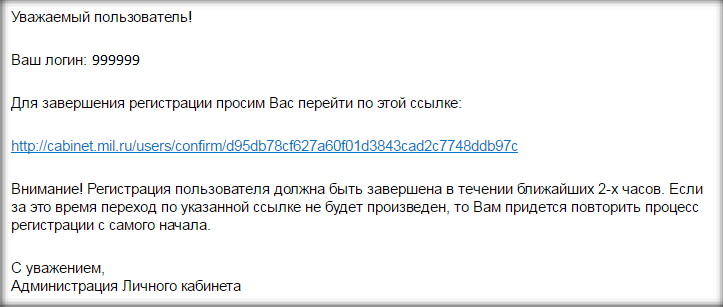 Уважаемый пользователь!
Ваш логин: 999999
Для завершения регистрации просим Вас перейти по этой ссылке:
http://cabinet.mil.ru/users/confirm/d95db78cf627a60f01d3843cad2c7748ddb97c
Внимание! Регистрация пользователя должна быть завершена в течении ближайших 2-х часов. Если
за это время переход по указанной ссылке не будет произведен, то Вам придется повторить процесс
регистрации с самого начала.
С уважением,
Администрация Личного кабинета